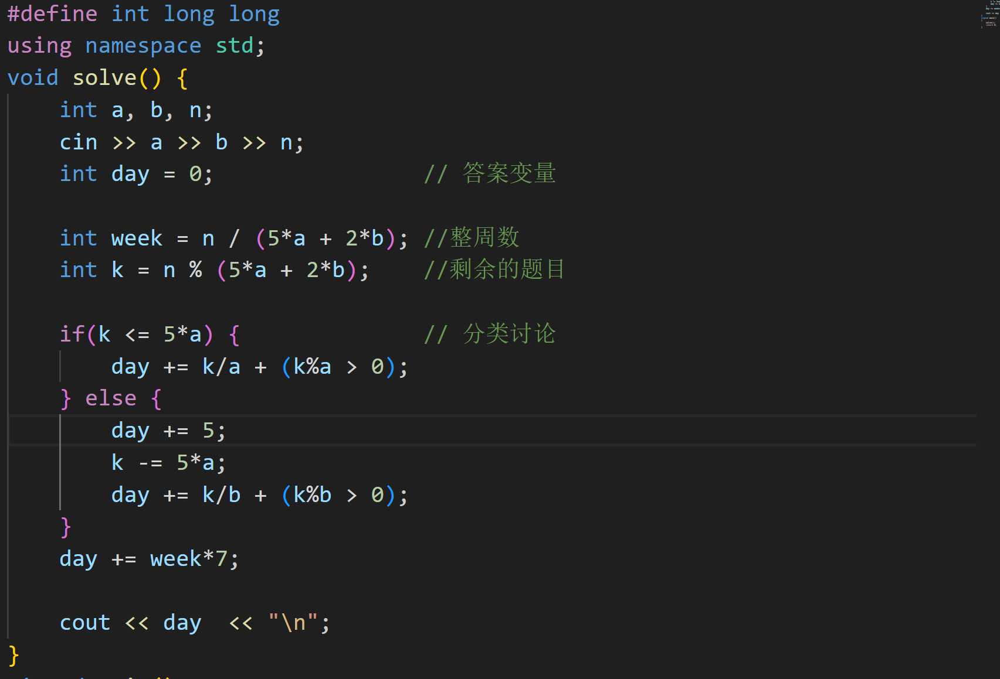 #define int long long
using namespace std;
void solve() {
    int a, b, n;
    cin >> a >> b >> n;
    int day = 0;                // 答案变量

    int week = n / (5*a + 2*b); //整周数
    int k = n % (5*a + 2*b);    //剩余的题目

    if(k <= 5*a) {              // 分类讨论
        day += k/a + (k%a > 0);
    } else {
        day += 5;
        k -= 5*a;
        day += k/b + (k%b > 0);
    }
    day += week*7;

    cout << day  << "\n";
}